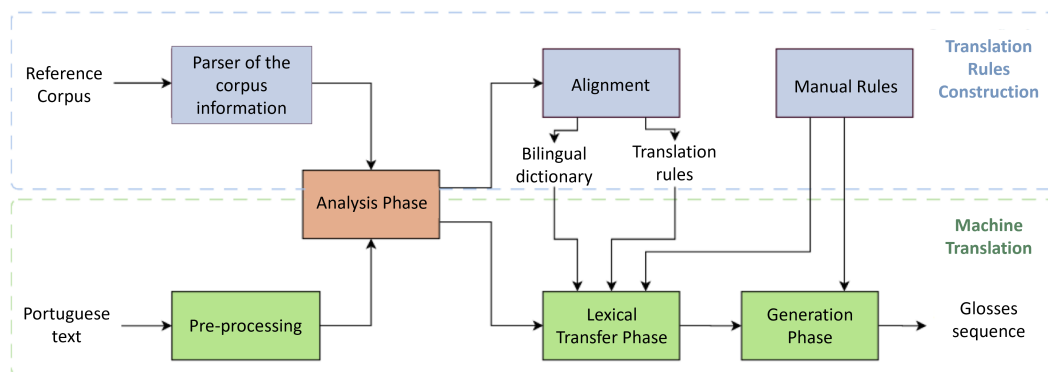 Reference
Corpus
Parser of the
corpus
information
Alignment
Manual Rules
Translation
Rules
Construction
Bilingual
dictionary
Translation
rules
Analysis Phase
Machine
Translation
Portuguese
text
Pre-processing
Lexical
Transfer Phase
Generation
Phase
Glosses
sequence